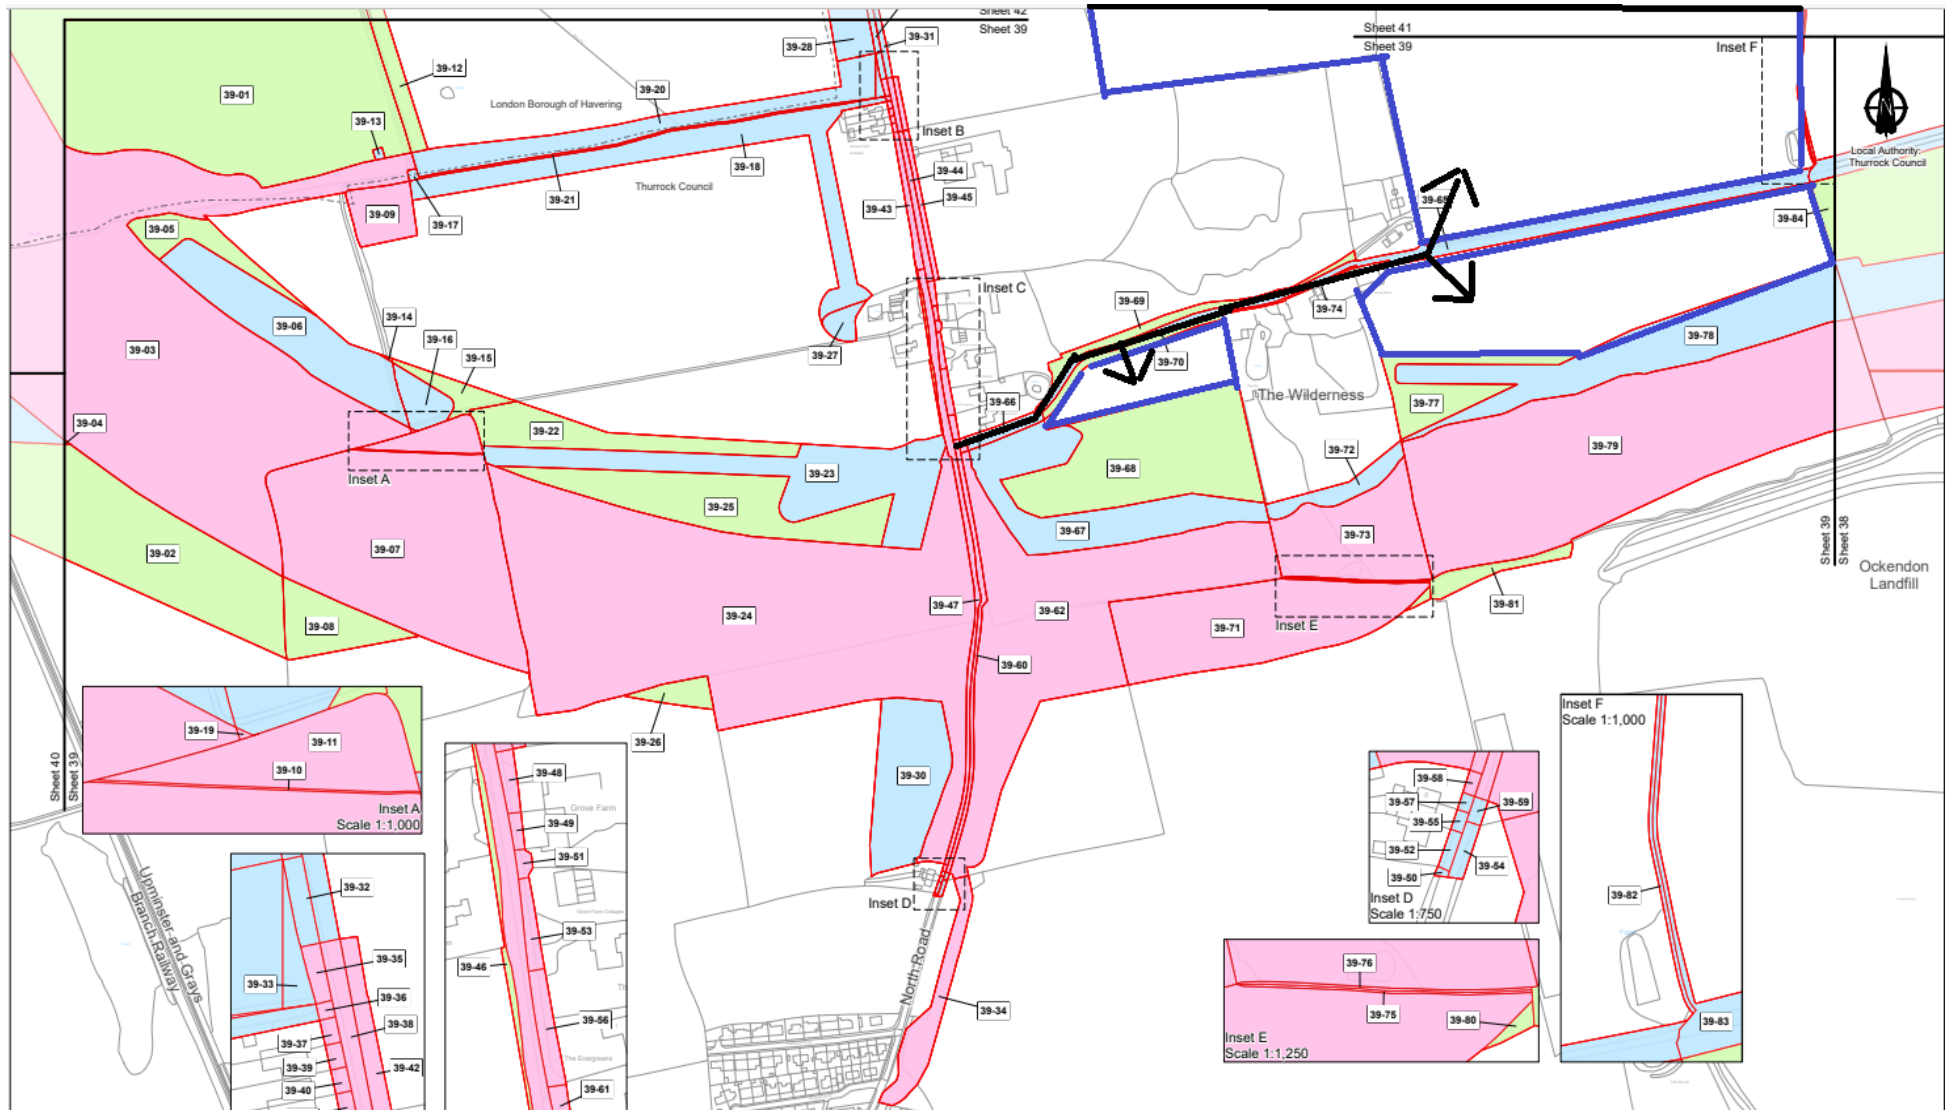 Sheet 42
Sheet 39
Sheet 41
Sheet 39
Inset F
39-28
39-31
39-01
39-12
39-20
London Borough of Havering
39-13
Inset B
39-18
Local Authority:
Thurrock Council
39-44
39-45
Thurrock Council
39-21
39-43
39-65
39-09
39-17
39-84
39-05
Inset C
39-69
39-74
39-14
39-06
39-16
39-78
39-03
39-15
39-27
39-70
The Wilderness
39-66
39-77
39-04
39-22
39-79
39-72
39-68
39-23
Inset A
39-25
39-67
39-73
39-02
39-07
Sheet 39
Sheet 38
Ockendon
Landfill
39-47
39-62
39-81
39-24
39-08
39-71
Inset E
39-60
39-26
39-19
39-11
39-10
Inset A
Scale 1:1,000
Sheet 40
Sheet 39
Inset F
Scale 1:1,000
39-30
39-48
Grove Farm
39-49
39-51
39-58
39-57
39-59
39-55
39-52
39-54
39-50
Inset D
Scale 1:750
Inset D
Upminster and Grays
Branch Railway
39-32
39-82
39-53
39-46
39-35
39-33
39-36
39-38
39-37
39-39
39-42
39-40
North Road
39-34
39-56
The Evergreens
39-61
39-76
39-75
39-80
Inset E
Scale 1:1,250
39-83